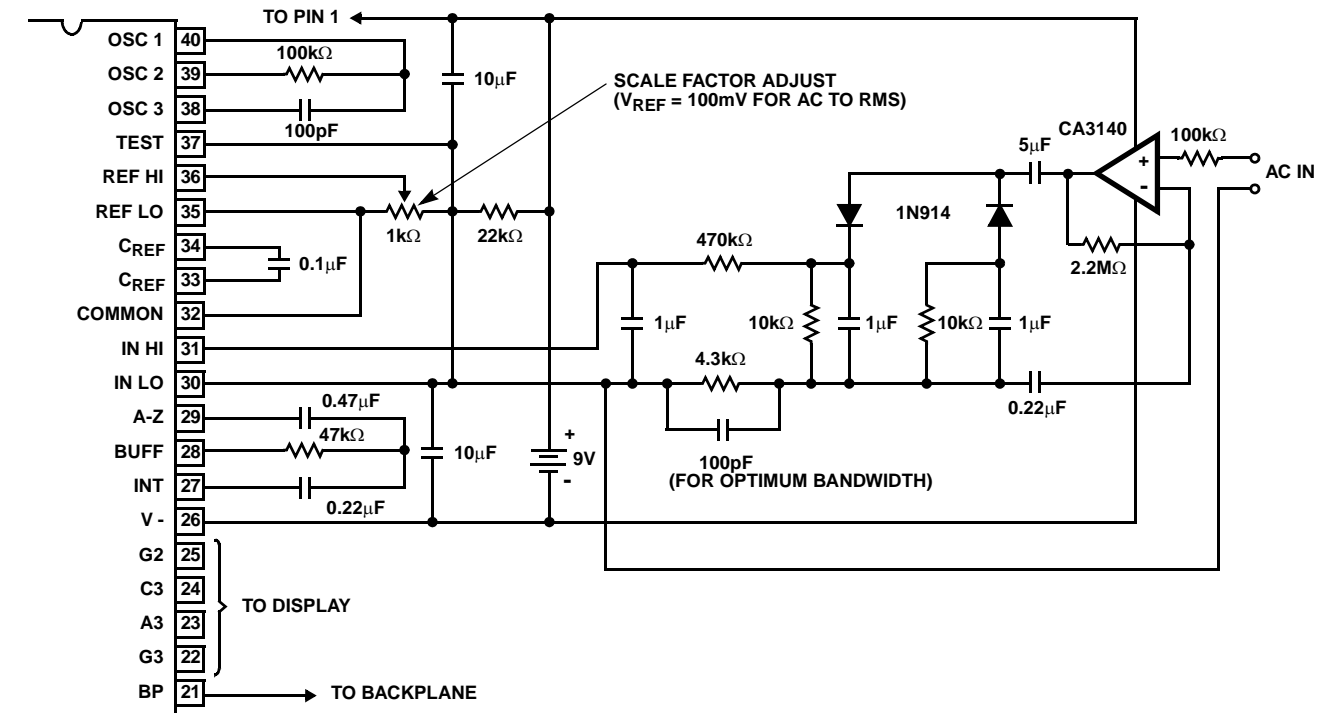 TO PIN 1
OSC 1 40
100kΩ
OSC 2 39
10μF
SCALE FACTOR ADJUST
(VREF = 100mV FOR AC TO RMS)
OSC 3 38
100pF
TEST 37
CA3140
100kΩ
5μF
+
-
AC IN
REF HI 36
REF LO 35
1kΩ
22kΩ
1N914
470kΩ
2.2MΩ
CREF 34
0.1μF
CREF 33
COMMON 32
1μF
10kΩ
1μF
10kΩ
1μF
IN HI 31
4.3kΩ
IN LO 30
0.22μF
0.47μF
A-Z 29
47kΩ
BUFF 28
10μF
+
9V
-
100pF
(FOR OPTIMUM BANDWIDTH)
INT 27
0.22μF
V - 26
G2 25
C3 24
TO DISPLAY
A3 23
G3 22
BP 21
TO BACKPLANE